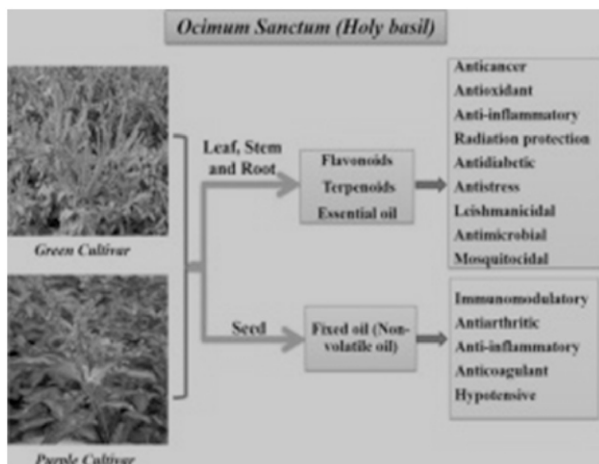 Ocimum Sanctum (Holy basil)
Green Cultivar
Purple Cultivar
Leaf, Stem
and Root
Seed
Flavonoids
Terpenoids
Essential oil
Fixed oil (Non-
volatile oil)
Anticancer
Antioxidant
Anti-inflammatory
Radiation protection
Antidiabetic
Antistress
Leishmanicidal
Antimicrobial
Mosquitocidal
Immunomodulatory
Antiarthritic
Anti-inflammatory
Anticoagulant
Hypotensive